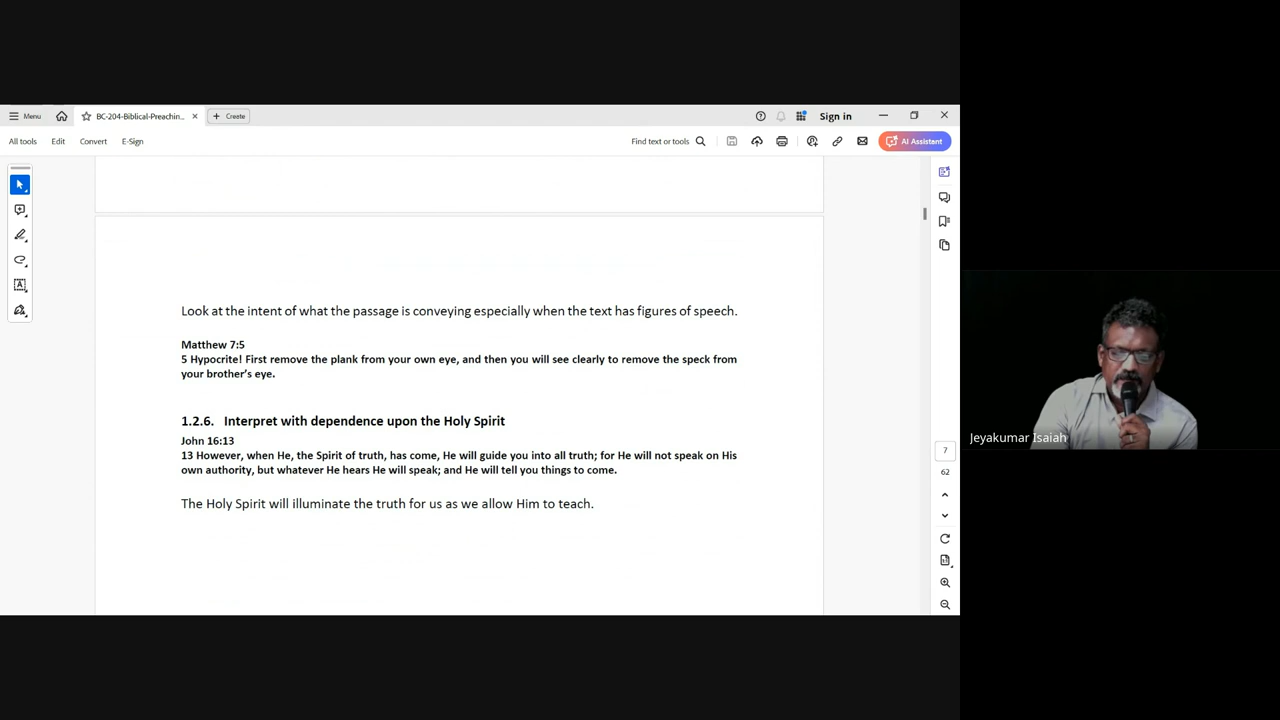 Menu
BC-204-Biblical-Preachin...
Create
Sign in
All tools
Edit
Convert
E-Sign
Find text or tools
AI Assistant
Look at the intent of what the passage is conveying especially when the text has figures of speech.
Matthew 7:5
5 Hypocrite! First remove the plank from your own eye, and then you will see clearly to remove the speck from
your brother's eye.
1.2.6. Interpret with dependence upon the Holy Spirit
John 16:13
13 However, when He, the Spirit of truth, has come, He will guide you into all truth; for He will not speak on His
own authority, but whatever He hears He will speak; and He will tell you things to come.
The Holy Spirit will illuminate the truth for us as we allow Him to teach.
7
62
Jeyakumar Isaiah